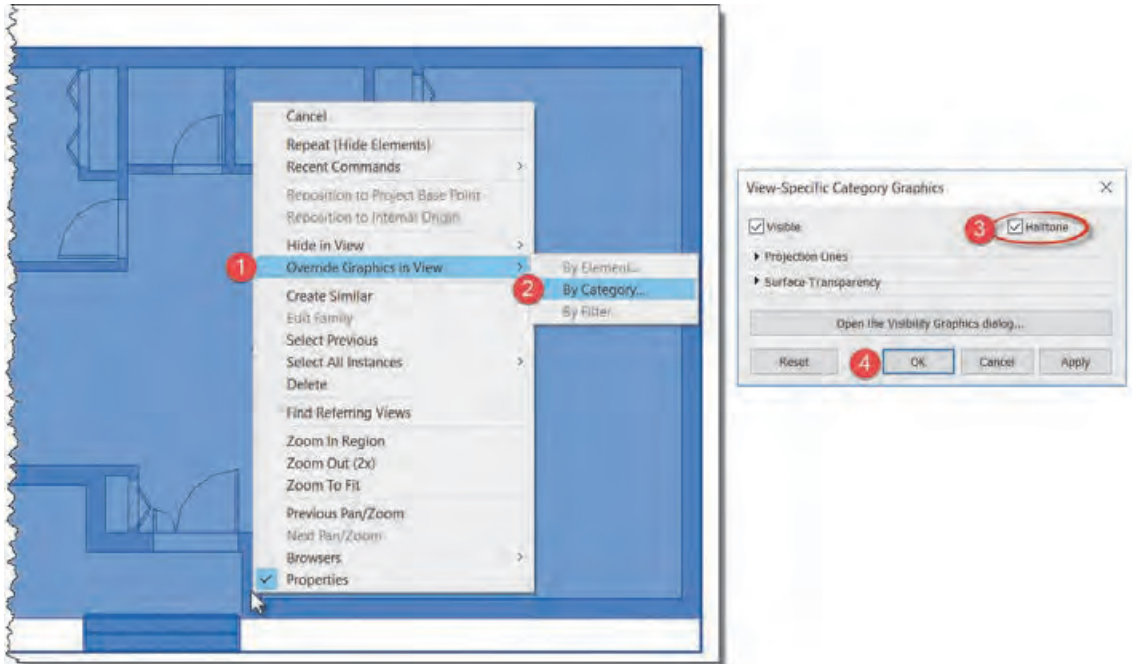 Cancel
Repeat [Hide Elements]
Recent Commands
Reposition to Project Base Point
Reposition to Internal Origin
Hide in View
1
Override Graphics in View
Create Similar
Edit Family
Select Previous
Select All Instances
Delete
Find Referring Views
Zoom In Region
Zoom Out (2x)
Zoom To Fit
Previous Pan/Zoom
Next Pan/Zoom
Browsers
Properties
By Element...
2
By Category...
By Filter...
View-Specific Category Graphics
Visible
3
Halftone
Projection Lines
Surface Transparency
Open the Visibility Graphics dialog...
Reset
4
OK
Cancel
Apply